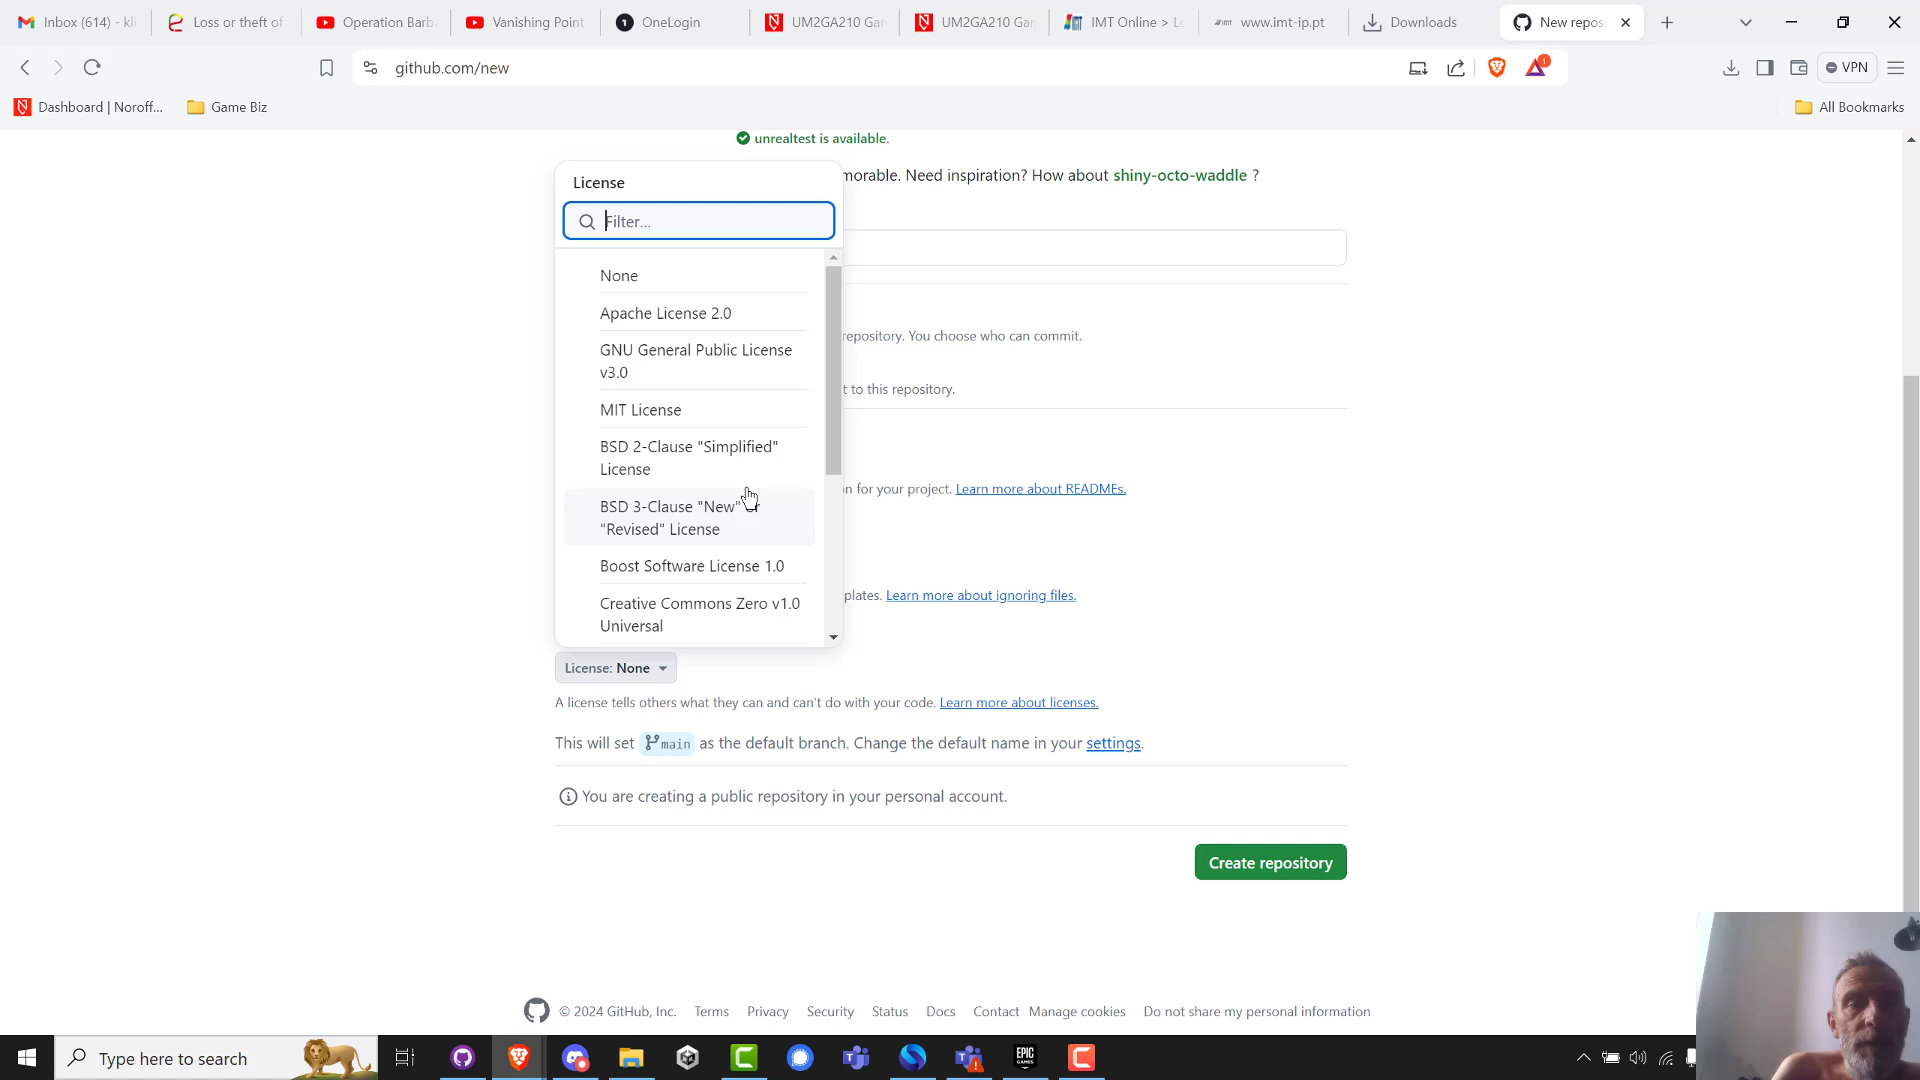 Inbox (614) - kli
Loss or theft of
Operation Barba
Vanishing Point
OneLogin
UM2GA210 Gam
UM2GA210 Gam
IMT Online > Lo
www.imt-ip.pt
Downloads
New repos
github.com/new
1
VPN
Dashboard | Noroff...
Game Biz
All Bookmarks
unrealtest is available.
License
morable. Need inspiration? How about shiny-octo-waddle ?
Filter...
None
Apache License 2.0
repository. You choose who can commit.
GNU General Public License
v3.0
t to this repository.
MIT License
BSD 2-Clause "Simplified"
License
n for your project. Learn more about READMEs.
BSD 3-Clause "New" or
"Revised" License
Boost Software License 1.0
plates. Learn more about ignoring files.
Creative Commons Zero v1.0
Universal
License: None
A license tells others what they can and can't do with your code. Learn more about licenses.
This will set main as the default branch. Change the default name in your settings.
You are creating a public repository in your personal account.
Create repository
© 2024 GitHub, Inc. Terms Privacy Security Status Docs Contact Manage cookies Do not share my personal information
Type here to search
EPIC
GAMES